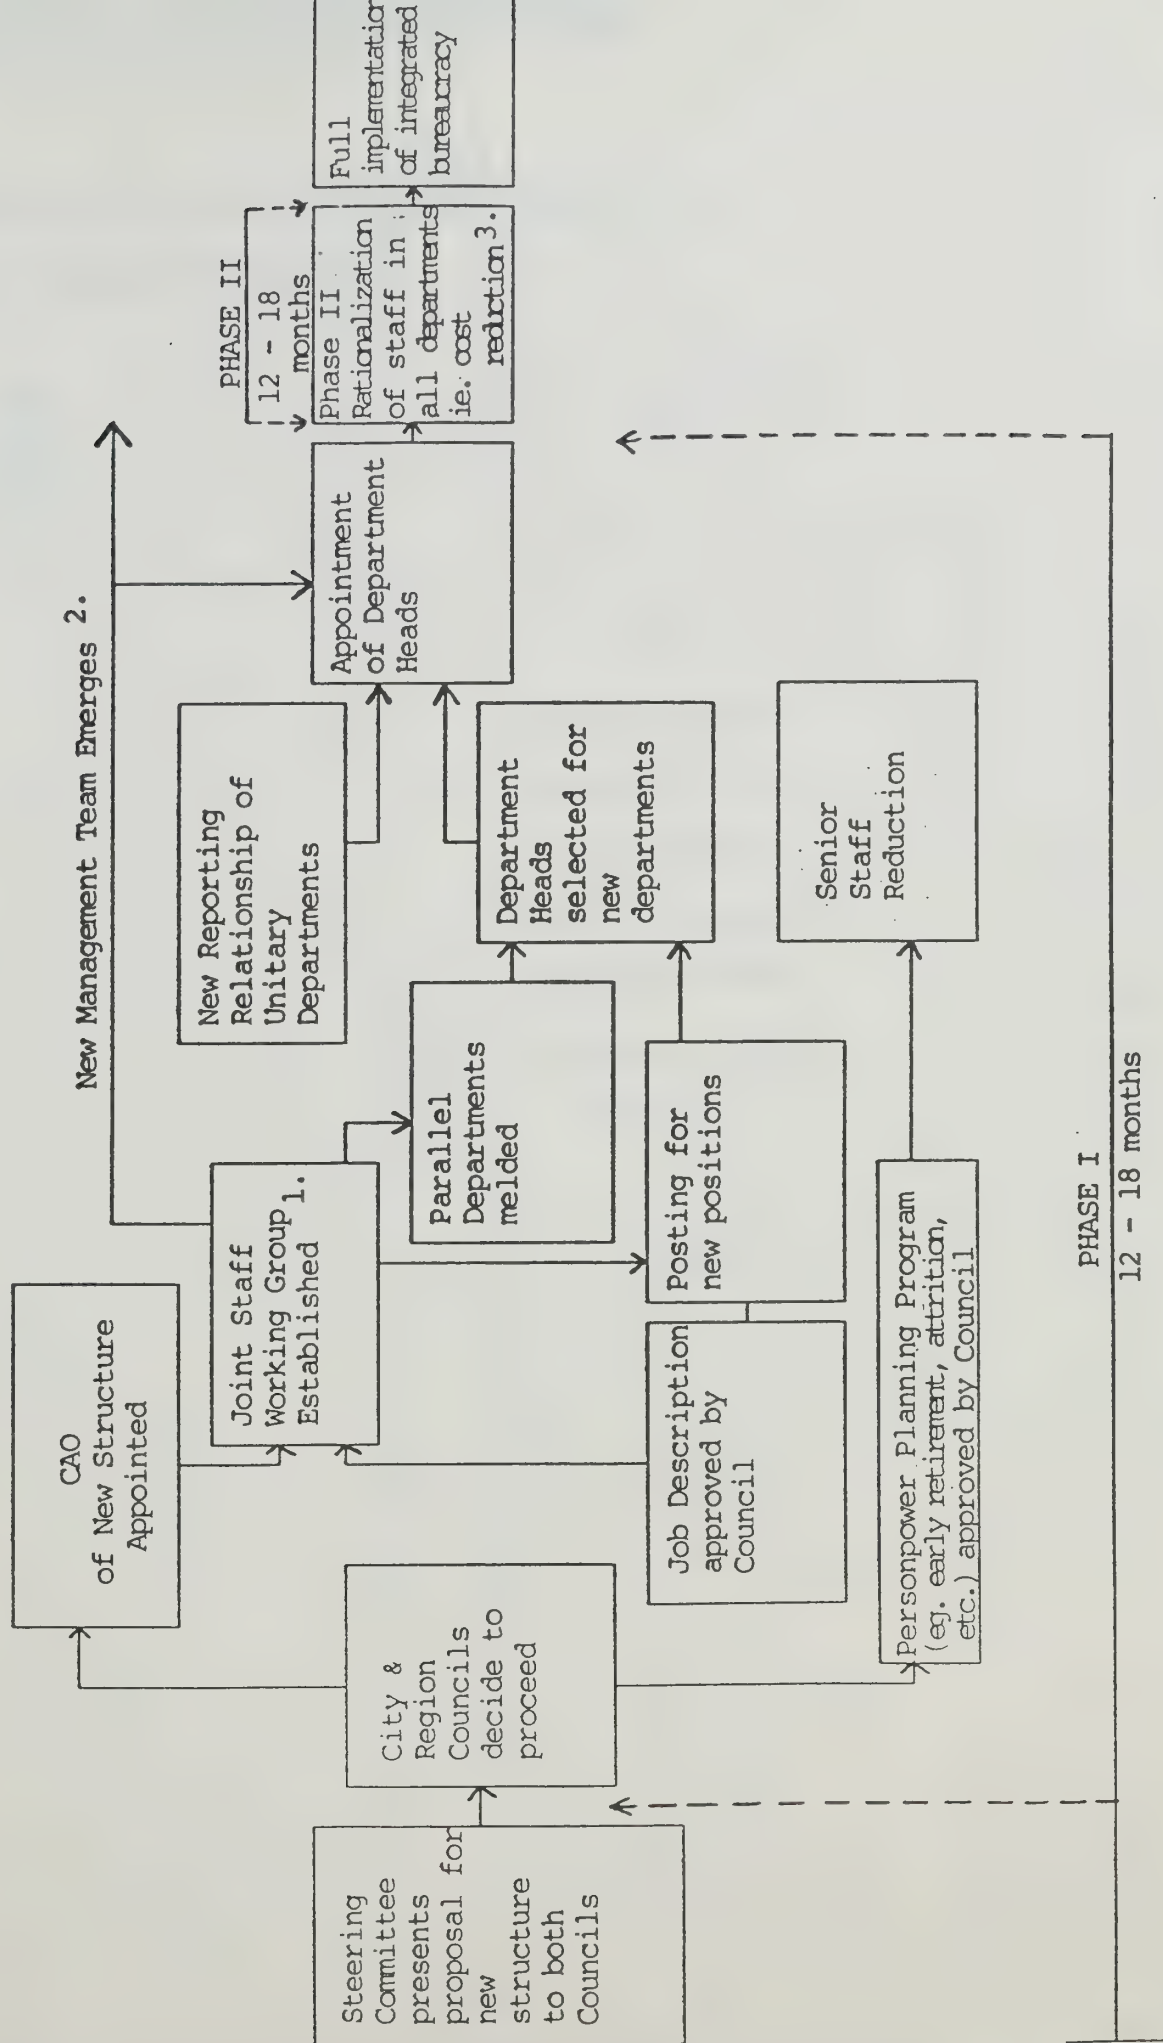 Steering
Committee
presents
proposal for
new
structure
to both
Councils
City &
Region
Councils
decide to
proceed
CAO
of New Structure
Appointed
Joint Staff
Working Group 1.
Established
Job Description
approved by
Council
Personpower Planning Program
(eg. early retirement, attrition,
etc.) approved by Council
New Management Team Emerges 2.
Parallel
Departments
melded
Posting for
new positions
New Reporting
Relationship of
Unitary
Departments
Department
Heads
selected for
new
departments
Senior
Staff
Reduction
Appointment
of Department
Heads
PHASE II
12 - 18
months
Phase II
Rationalization
of staff in
all departments
ie. cost
reduction 3.
Full
implementation
of integrated
bureaucracy
PHASE I
12 - 18 months